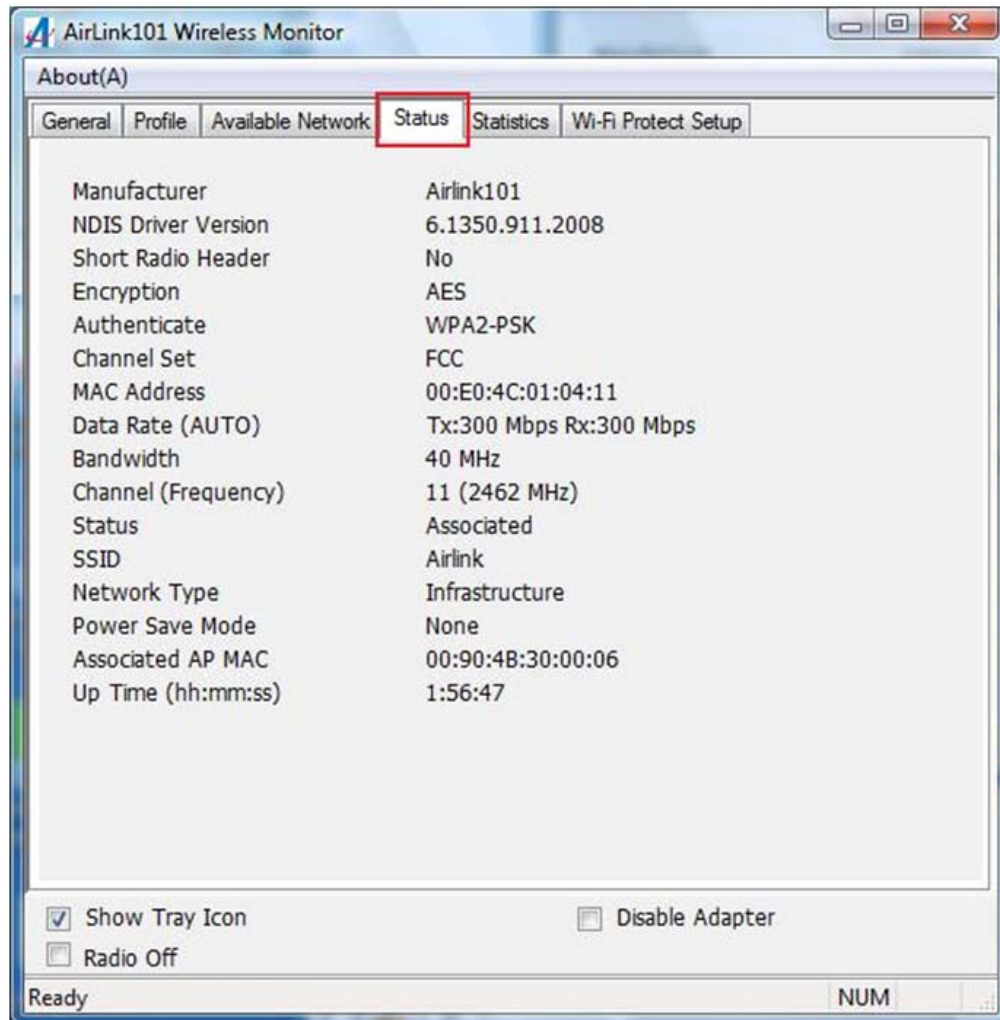 AirLink101 Wireless Monitor
About(A)
General Profile Available Network Status Statistics Wi-Fi Protect Setup
Manufacturer Airlink101
NDIS Driver Version 6.1350.911.2008
Short Radio Header No
Encryption AES
Authenticate WPA2-PSK
Channel Set FCC
MAC Address 00:E0:4C:01:04:11
Data Rate (AUTO) Tx:300 Mbps Rx:300 Mbps
Bandwidth 40 MHz
Channel (Frequency) 11 (2462 MHz)
Status Associated
SSID Airlink
Network Type Infrastructure
Power Save Mode None
Associated AP MAC 00:90:4B:30:00:06
Up Time (hh:mm:ss) 1:56:47
Show Tray Icon Disable Adapter
Radio Off
Ready NUM